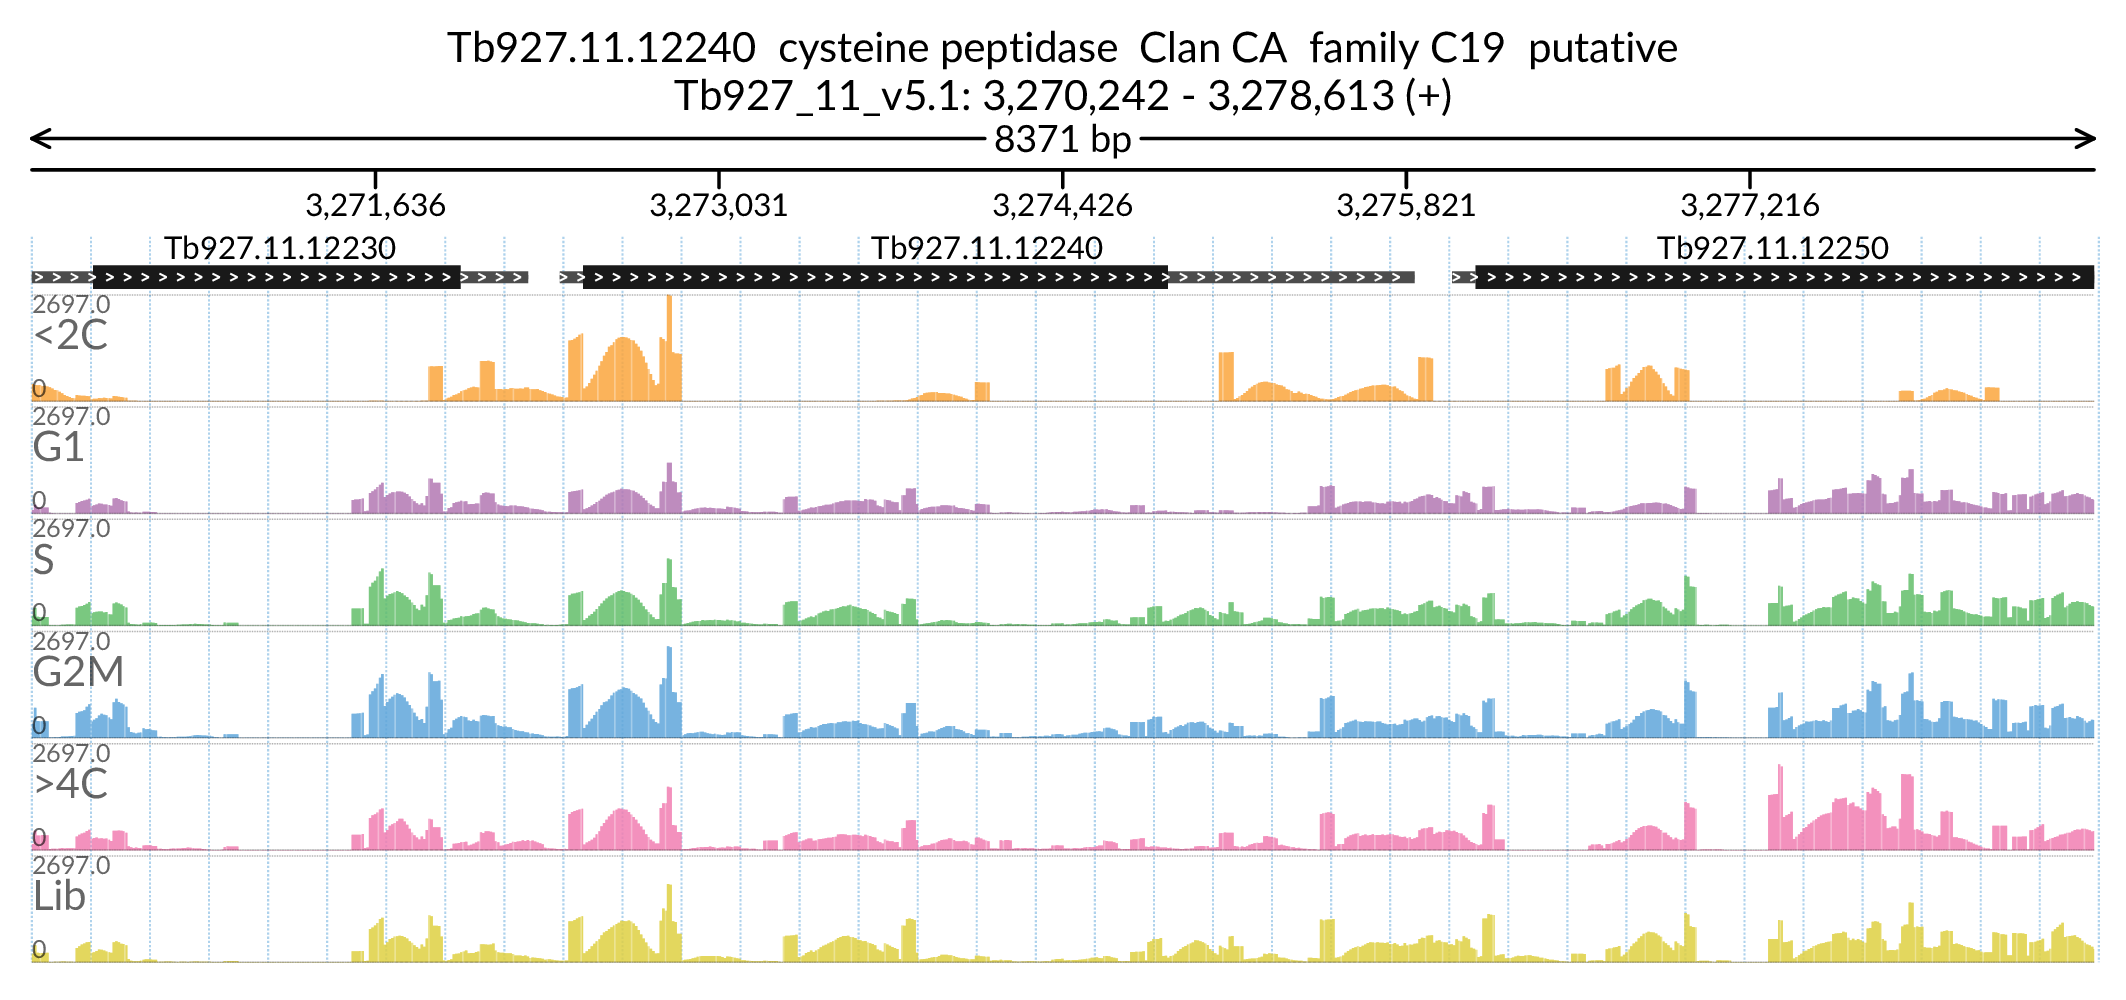 Tb927.11.12240 cysteine peptidase Clan CA family C19 putative
Tb927_11_v5.1: 3,270,242 - 3,278,613 (+)
8371 bp
3,271,636 3,273,031 3,274,426 3,275,821 3,277,216
Tb927.11.12230 Tb927.11.12240 Tb927.11.12250
2697.0
<2C
0
2697.0
G1
0
2697.0
S
0
2697.0
G2M
0
2697.0
>4C
0
2697.0
Lib
0